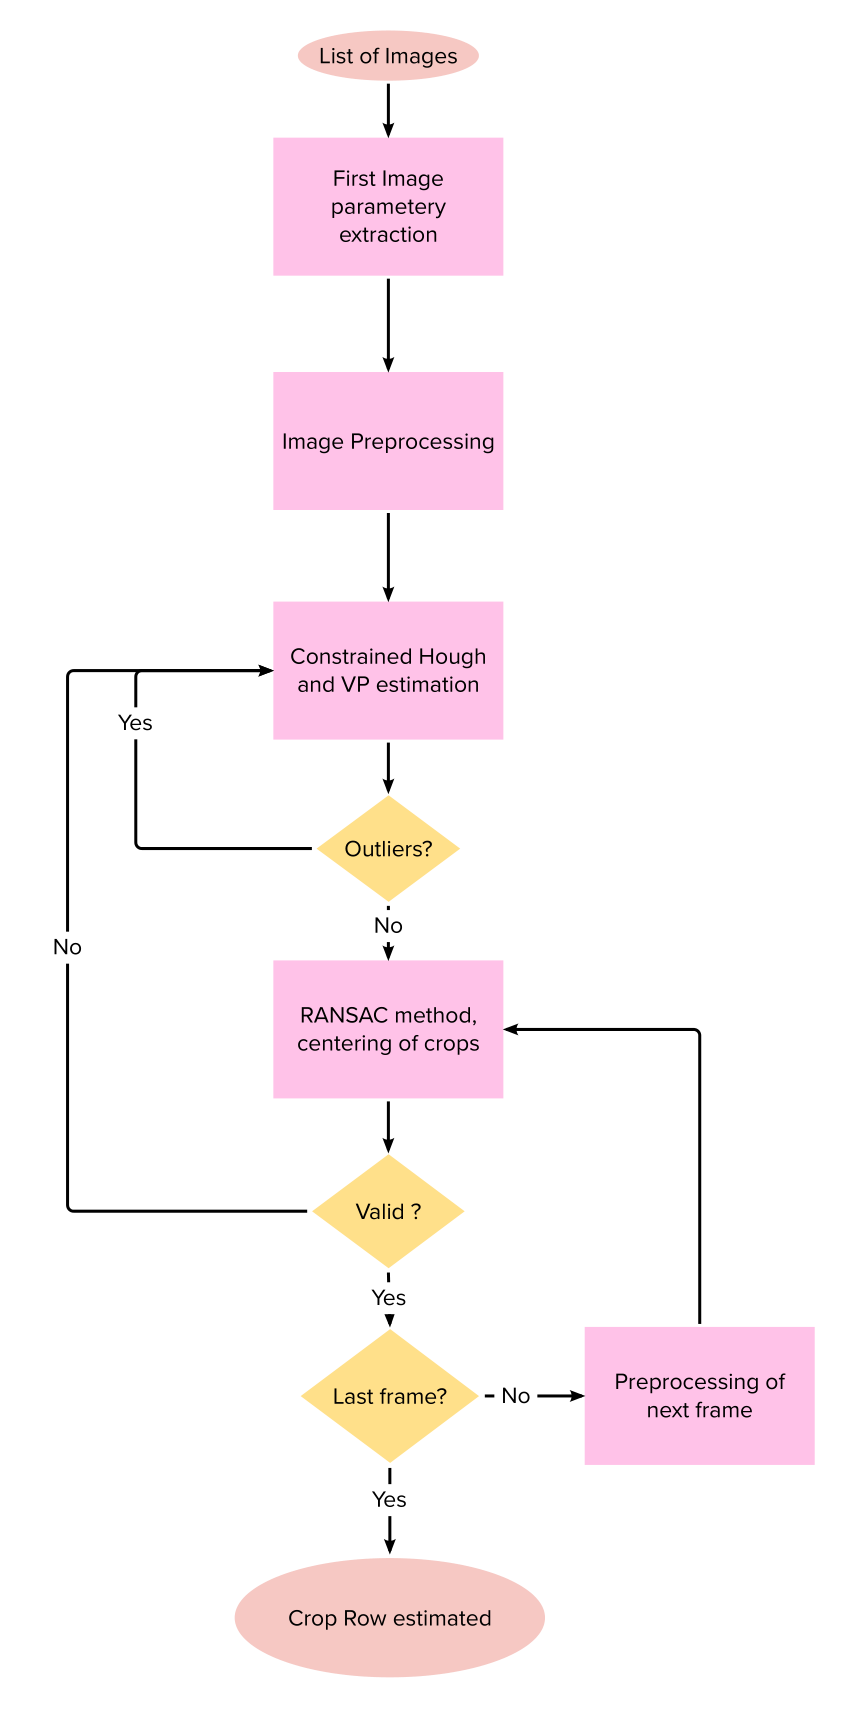 List of Images
First Image
parametery
extraction
Image Preprocessing
Constrained Hough
and VP estimation
Yes
Outliers?
No
No
RANSAC method,
centering of crops
Valid ?
Yes
Last frame?
No
Preprocessing of
next frame
Yes
Crop Row estimated